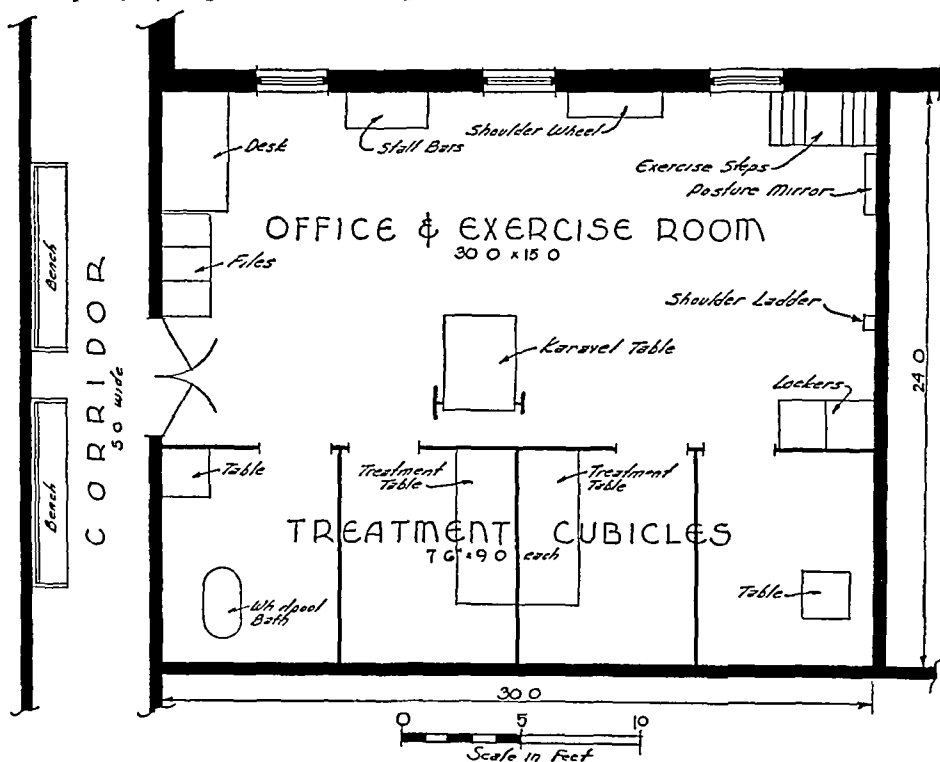 Desk
Stall Bars
Shoulder Wheel
Exercise Steps
Posture Mirror
OFFICE & EXERCISE ROOM
30 0 x 15 0
Files
Bench
CORRIDOR
5 0 wide
Shoulder Ladder
Karavel Table
24 0
Lockers
Bench
Table
Treatment
Table
Treatment
Table
TREATMENT CUBICLES
7 6" x 9 0 each
Whirlpool
Bath
Table
30 0
0 5 10
Scale in Feet